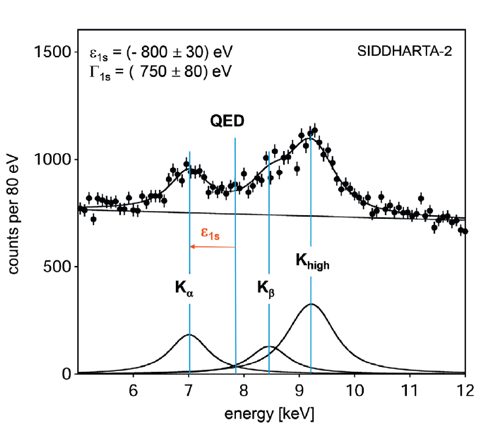 1500
ε1s = (- 800 ± 30) eV
Γ1s = ( 750 ± 80) eV
SIDDHARTA-2
QED
1000
counts per 80 eV
ε1s
500
Kα
Kβ
Khigh
0
6 7 8 9 10 11 12
energy [keV]